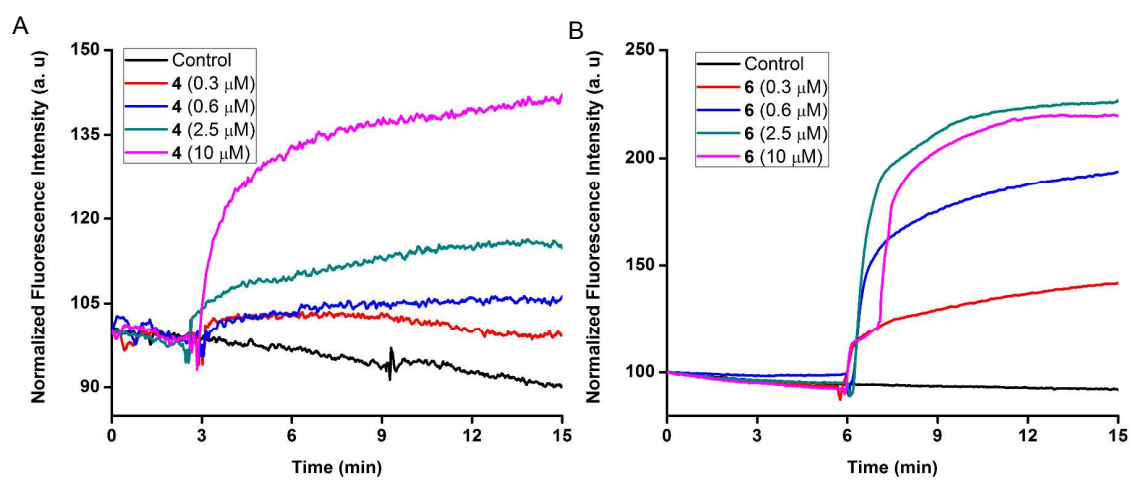 A
Normalized Fluorescence Intensity (a. u)
150
135
120
105
90
Control
4 (0.3 μM)
4 (0.6 μM)
4 (2.5 μM)
4 (10 μM)
0 3 6 9 12 15
Time (min)
B
Normalized Fluorescence Intensity (a. u)
250
200
150
100
Control
6 (0.3 μM)
6 (0.6 μM)
6 (2.5 μM)
6 (10 μM)
0 3 6 9 12 15
Time (min)